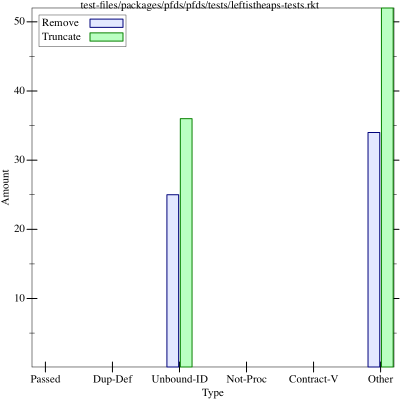 test-files/packages/pfds/pfds/tests/leftistheaps-tests.rkt
Remove
Truncate
50
40
30
20
10
Amount
Passed Dup-Def Unbound-ID Not-Proc Contract-V Other
Type